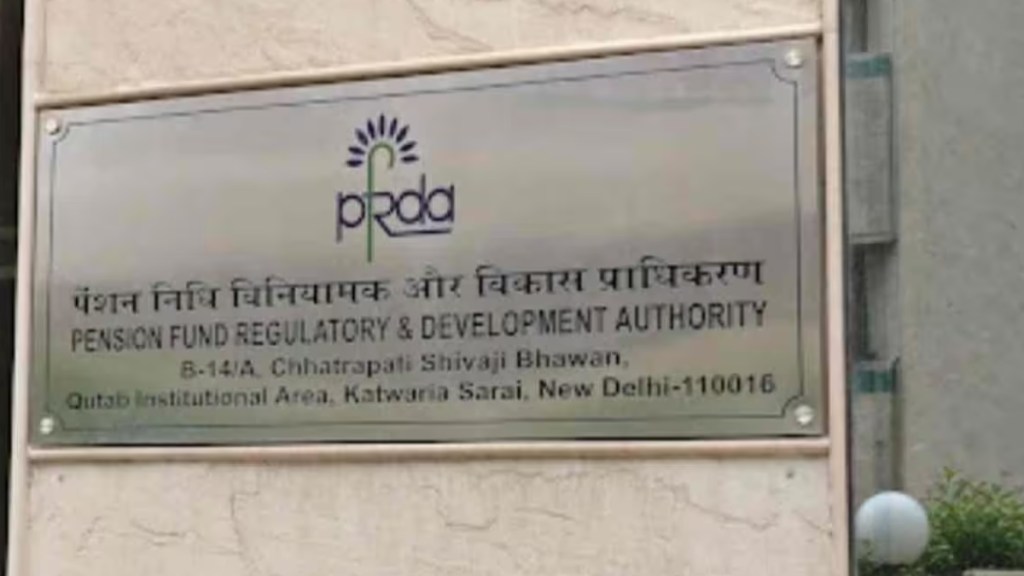 pfrda
पेंशन निधि विनियामक और विकास प्राधिकरण
PENSION FUND REGULATORY & DEVELOPMENT AUTHORITY
B-14/A, Chhatrapati Shivaji Bhawan,
Qutab Institutional Area, Katwaria Sarai, New Delhi-110016